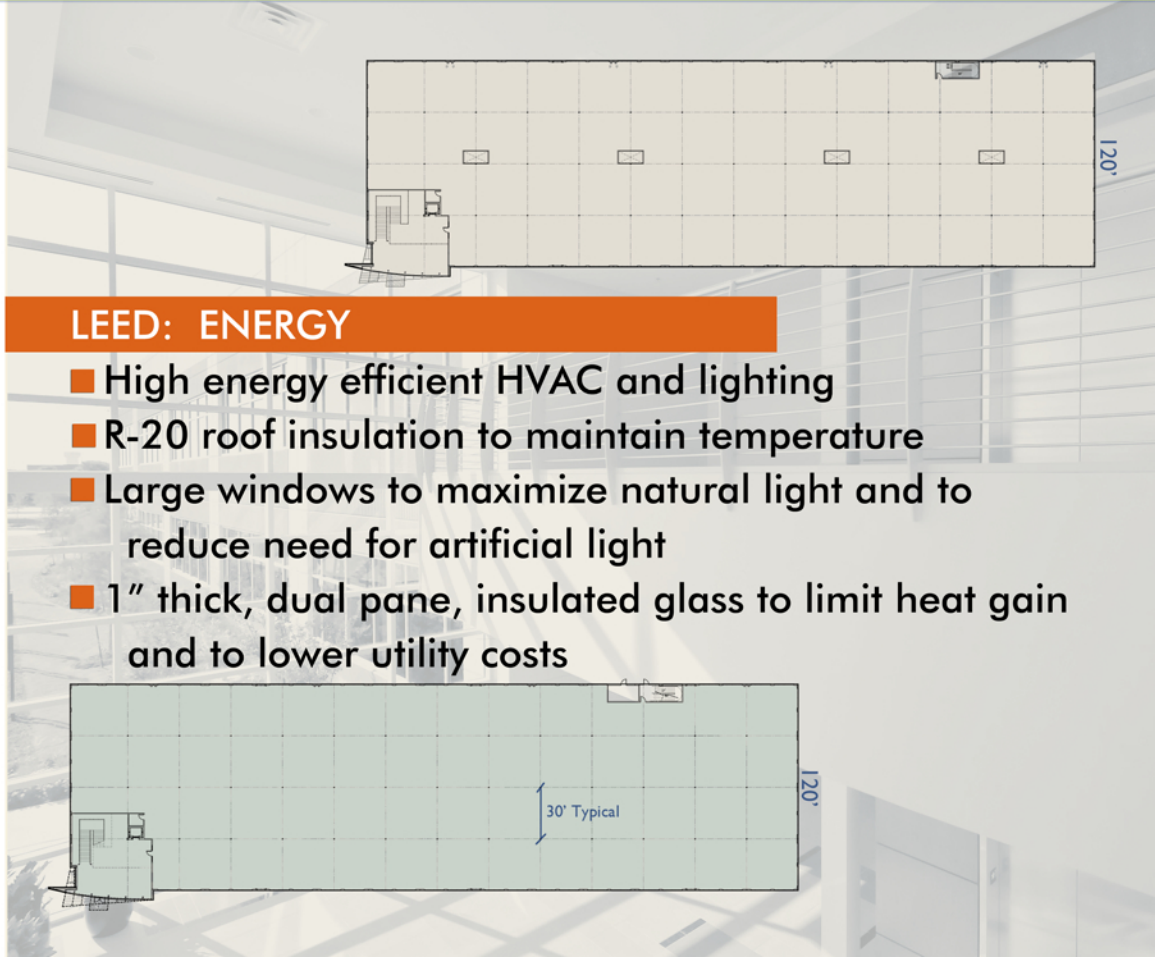 120’
LEED: ENERGY
■ High energy efficient HVAC and lighting
■ R-20 roof insulation to maintain temperature
■ Large windows to maximize natural light and to
reduce need for artificial light
■ 1” thick, dual pane, insulated glass to limit heat gain
and to lower utility costs
120’
30’ Typical